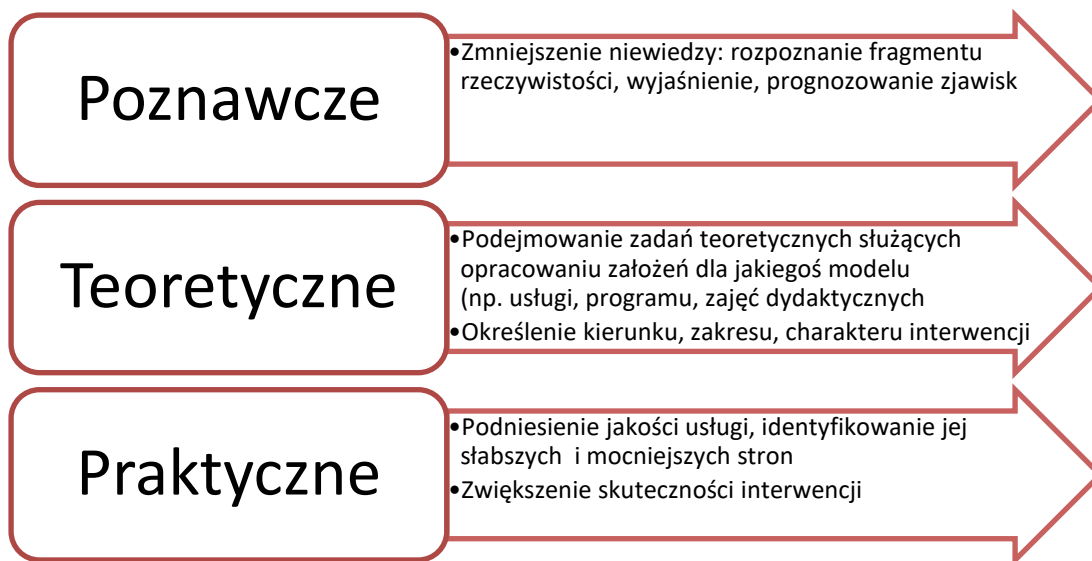 Poznawcze
•Zmniejszenie niewiedzy: rozpoznanie fragmentu
rzeczywistości, wyjaśnienie, prognozowanie zjawisk
Teoretyczne
•Podejmowanie zadań teoretycznych służących
opracowaniu założeń dla jakiegoś modelu
(np. usługi, programu, zajęć dydaktycznych
•Określenie kierunku, zakresu, charakteru interwencji
Praktyczne
•Podniesienie jakości usługi, identyfikowanie jej
słabszych i mocniejszych stron
•Zwiększenie skuteczności interwencji